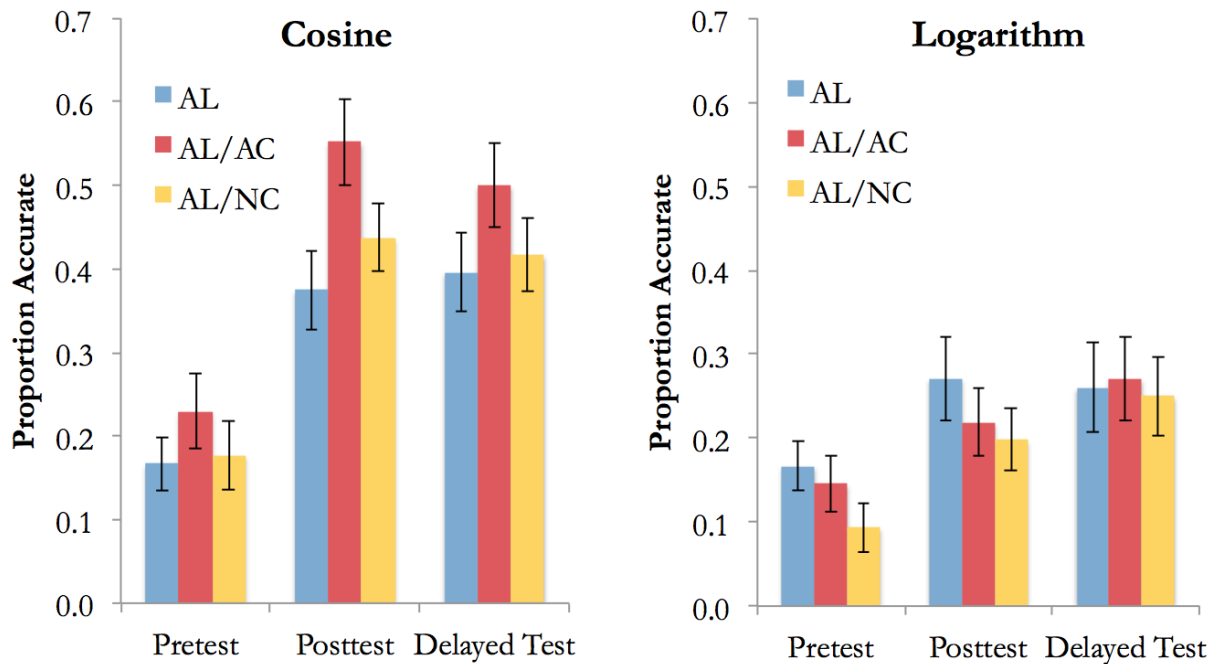 Cosine
Proportion Accurate
0.7
0.6
0.5
0.4
0.3
0.2
0.1
0.0
AL
AL/AC
AL/NC
Pretest Posttest Delayed Test
Logarithm
Proportion Accurate
0.7
0.6
0.5
0.4
0.3
0.2
0.1
0.0
AL
AL/AC
AL/NC
Pretest Posttest Delayed Test